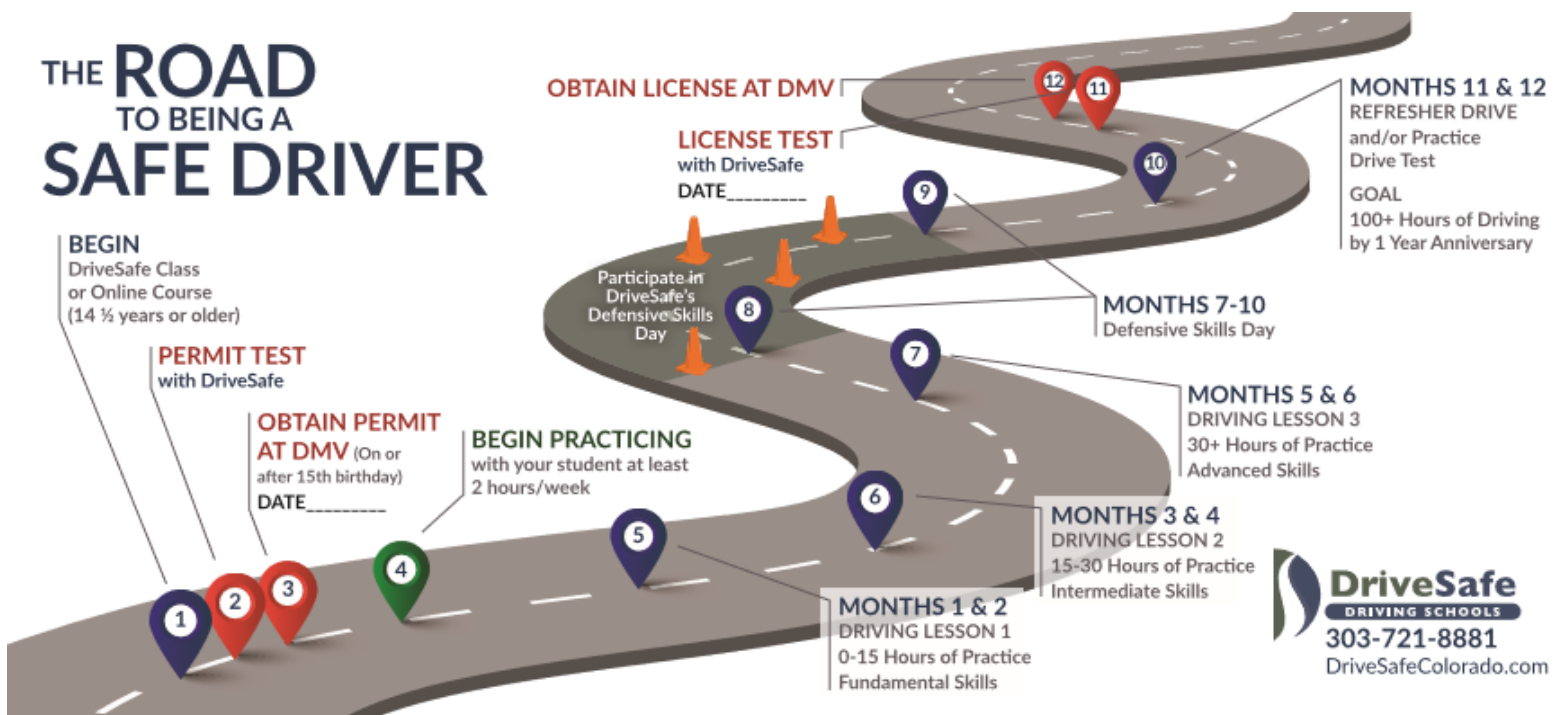 THE ROAD
TO BEING A
SAFE DRIVER
BEGIN
DriveSafe Class
or Online Course
(14 ½ years or older)
PERMIT TEST
with DriveSafe
OBTAIN PERMIT
AT DMV (On or
after 15th birthday)
DATE_________
BEGIN PRACTICING
with your student at least
2 hours/week
OBTAIN LICENSE AT DMV
LICENSE TEST
with DriveSafe
DATE_________
Participate in
DriveSafe's
Defensive Skills
Day
1
2
3
4
5
6
7
8
9
10
11
12
MONTHS 1 & 2
DRIVING LESSON 1
0-15 Hours of Practice
Fundamental Skills
MONTHS 3 & 4
DRIVING LESSON 2
15-30 Hours of Practice
Intermediate Skills
MONTHS 5 & 6
DRIVING LESSON 3
30+ Hours of Practice
Advanced Skills
MONTHS 7-10
Defensive Skills Day
MONTHS 11 & 12
REFRESHER DRIVE
and/or Practice
Drive Test
GOAL
100+ Hours of Driving
by 1 Year Anniversary
DriveSafe
DRIVING SCHOOLS
303-721-8881
DriveSafeColorado.com